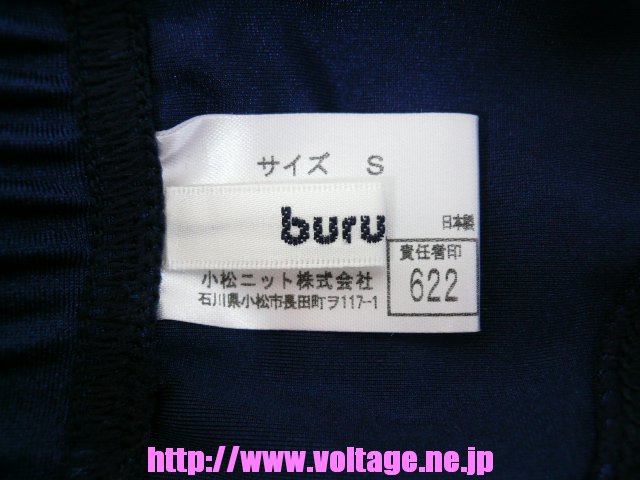 サイズ S
buru
日本製
責任者印
622
小松ニット株式会社
石川県小松市長田町ヲ117-1
http://www.voltage.ne.jp